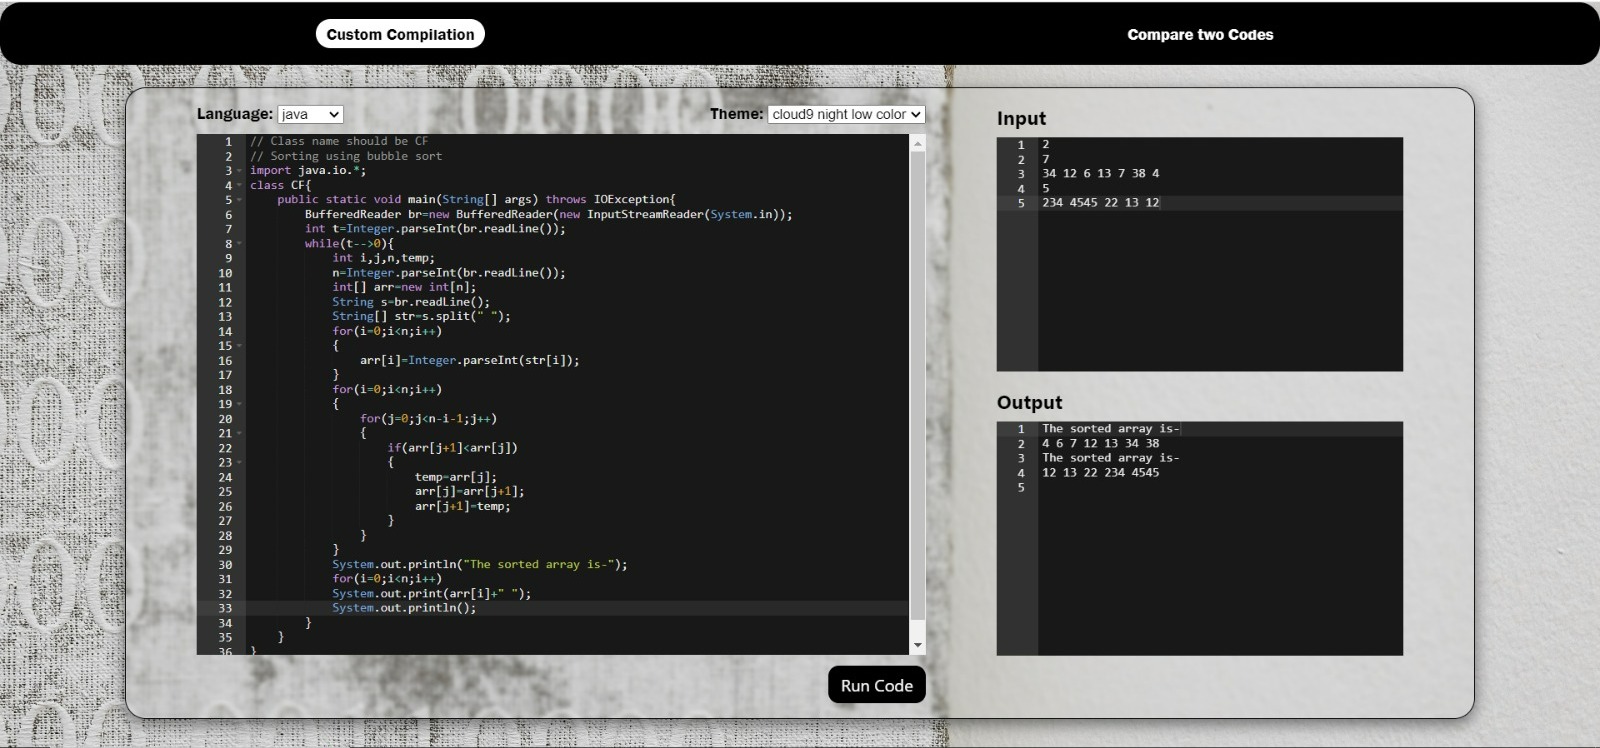 Custom Compilation
Compare two Codes
Language: java
Theme: cloud9 night low color
1 // Class name should be CF
2 // Sorting using bubble sort
3 import java.io.*;
4 class CF{
5     public static void main(String[] args) throws IOException{
6         BufferedReader br=new BufferedReader(new InputStreamReader(System.in));
7         int t=Integer.parseInt(br.readLine());
8         while(t-->0){
9             int i,j,n,temp;
10             n=Integer.parseInt(br.readLine());
11             int[] arr=new int[n];
12             String s=br.readLine();
13             String[] str=s.split(" ");
14             for(i=0;i<n;i++)
15             {
16                 arr[i]=Integer.parseInt(str[i]);
17             }
18             for(i=0;i<n;i++)
19             {
20                 for(j=0;j<n-i-1;j++)
21                 {
22                     if(arr[j+1]<arr[j])
23                     {
24                         temp=arr[j];
25                         arr[j]=arr[j+1];
26                         arr[j+1]=temp;
27                     }
28                 }
29             }
30             System.out.println("The sorted array is-");
31             for(i=0;i<n;i++)
32             System.out.print(arr[i]+" ");
33             System.out.println();
34         }
35     }
36 }
Run Code
Input
1 2
2 7
3 34 12 6 13 7 38 4
4 5
5 234 4545 22 13 12
Output
1 The sorted array is-
2 4 6 7 12 13 34 38
3 The sorted array is-
4 12 13 22 234 4545
5